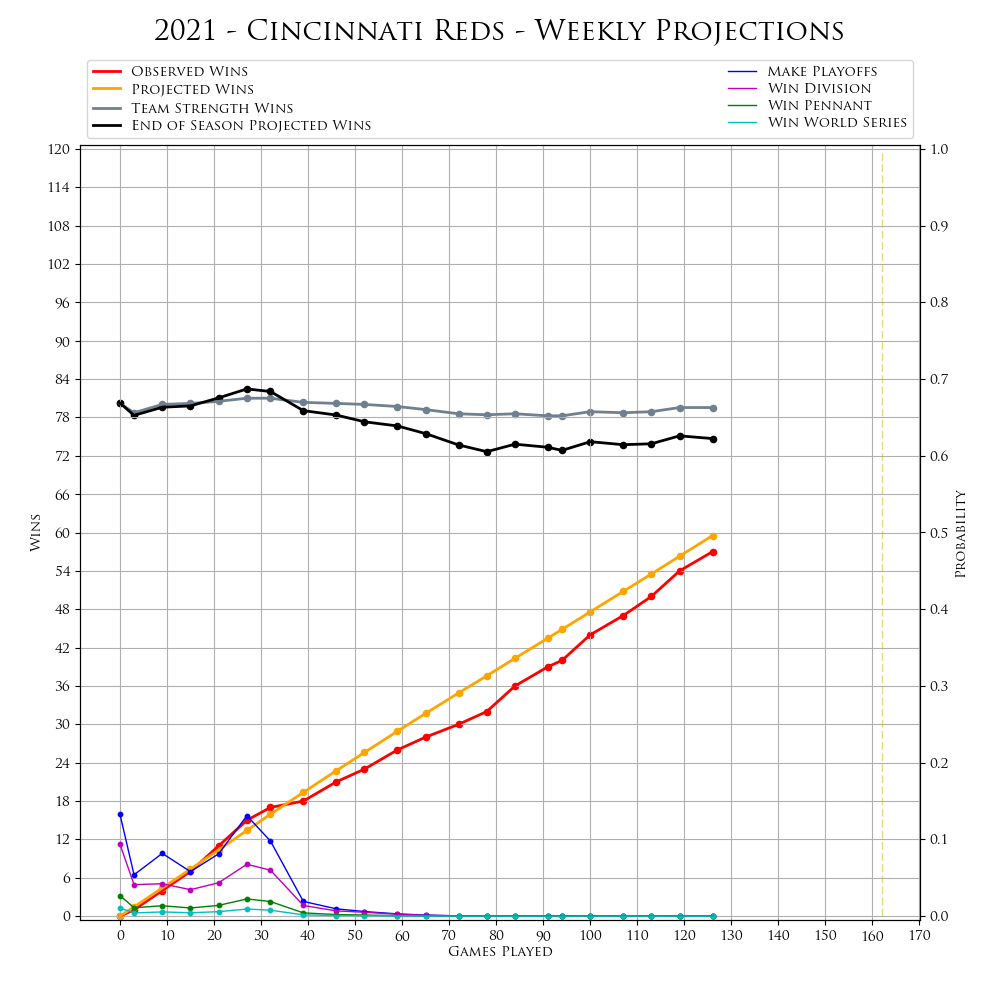 2021 - Cincinnati Reds - Weekly Projections
Observed Wins
Projected Wins
Team Strength Wins
End of Season Projected Wins
Make Playoffs
Win Division
Win Pennant
Win World Series
120
114
108
102
96
90
84
78
72
66
60
54
48
42
36
30
24
18
12
6
0
Wins
1.0
0.9
0.8
0.7
0.6
0.5
0.4
0.3
0.2
0.1
0.0
Probability
0 10 20 30 40 50 60 70 80 90 100 110 120 130 140 150 160 170
Games Played